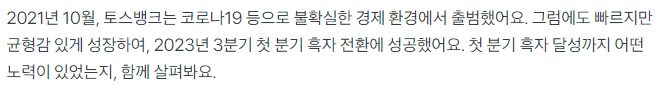 2021년 10월, 토스뱅크는 코로나19 등으로 불확실한 경제 환경에서 출범했어요. 그럼에도 빠르지만
균형감 있게 성장하여, 2023년 3분기 첫 분기 흑자 전환에 성공했어요. 첫 분기 흑자 달성까지 어떤
노력이 있었는지, 함께 살펴봐요.